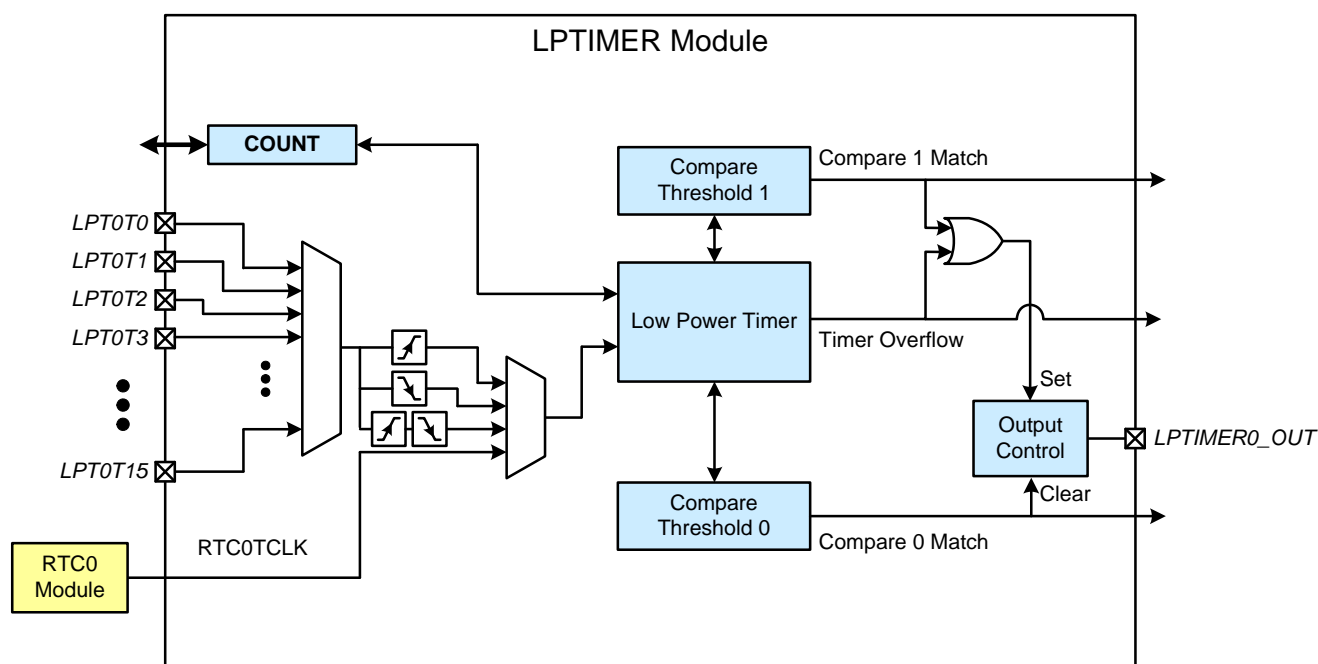 LPTIMER Module
COUNT
LPT0T0
LPT0T1
LPT0T2
LPT0T3
LPT0T15
RTC0TCLK
RTC0
Module
Compare
Threshold 1
Compare 1 Match
Low Power Timer
Timer Overflow
Set
Output
Control
LPTIMER0_OUT
Clear
Compare
Threshold 0
Compare 0 Match